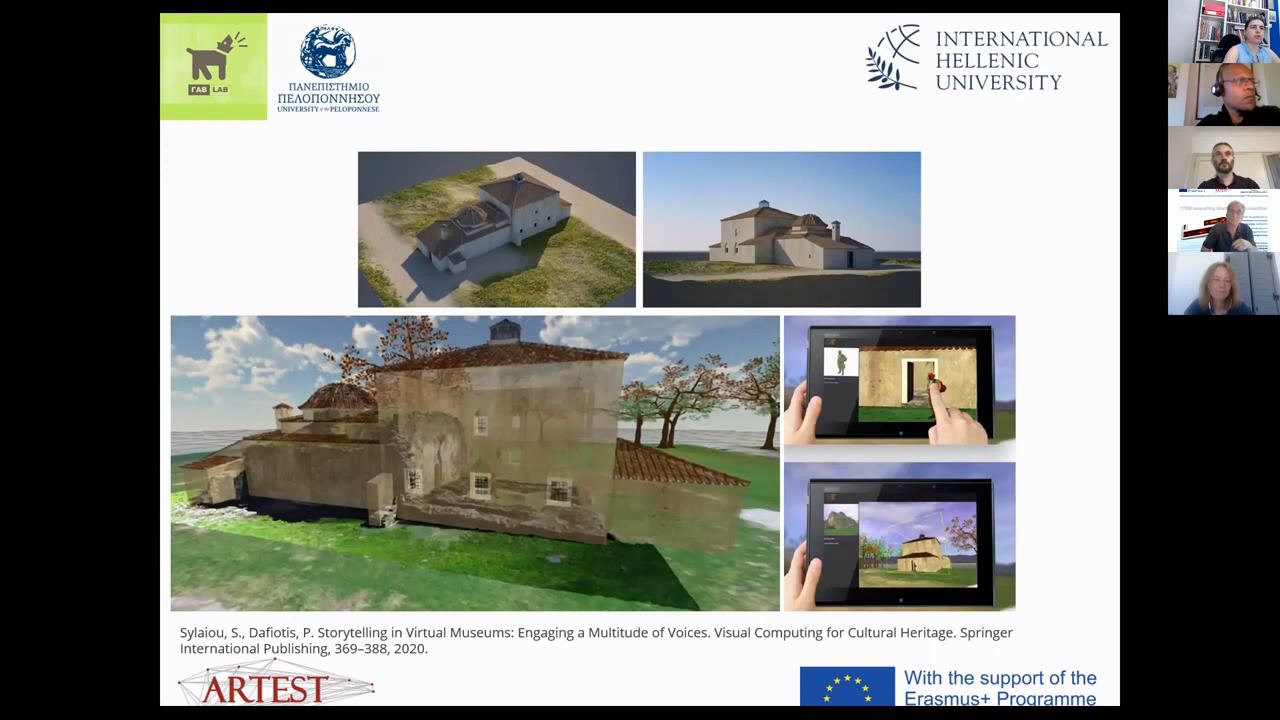 ΓΑΒ LAB
ΠΑΝΕΠΙΣΤΗΜΙΟ
ΠΕΛΟΠΟΝΝΗΣΟΥ
UNIVERSITY of the PELOPONNESE
INTERNATIONAL
HELLENIC
UNIVERSITY
Sylaiou, S., Dafiotis, P. Storytelling in Virtual Museums: Engaging a Multitude of Voices. Visual Computing for Cultural Heritage. Springer
International Publishing, 369–388, 2020.
ARTEST
With the support of the
Erasmus+ Programme